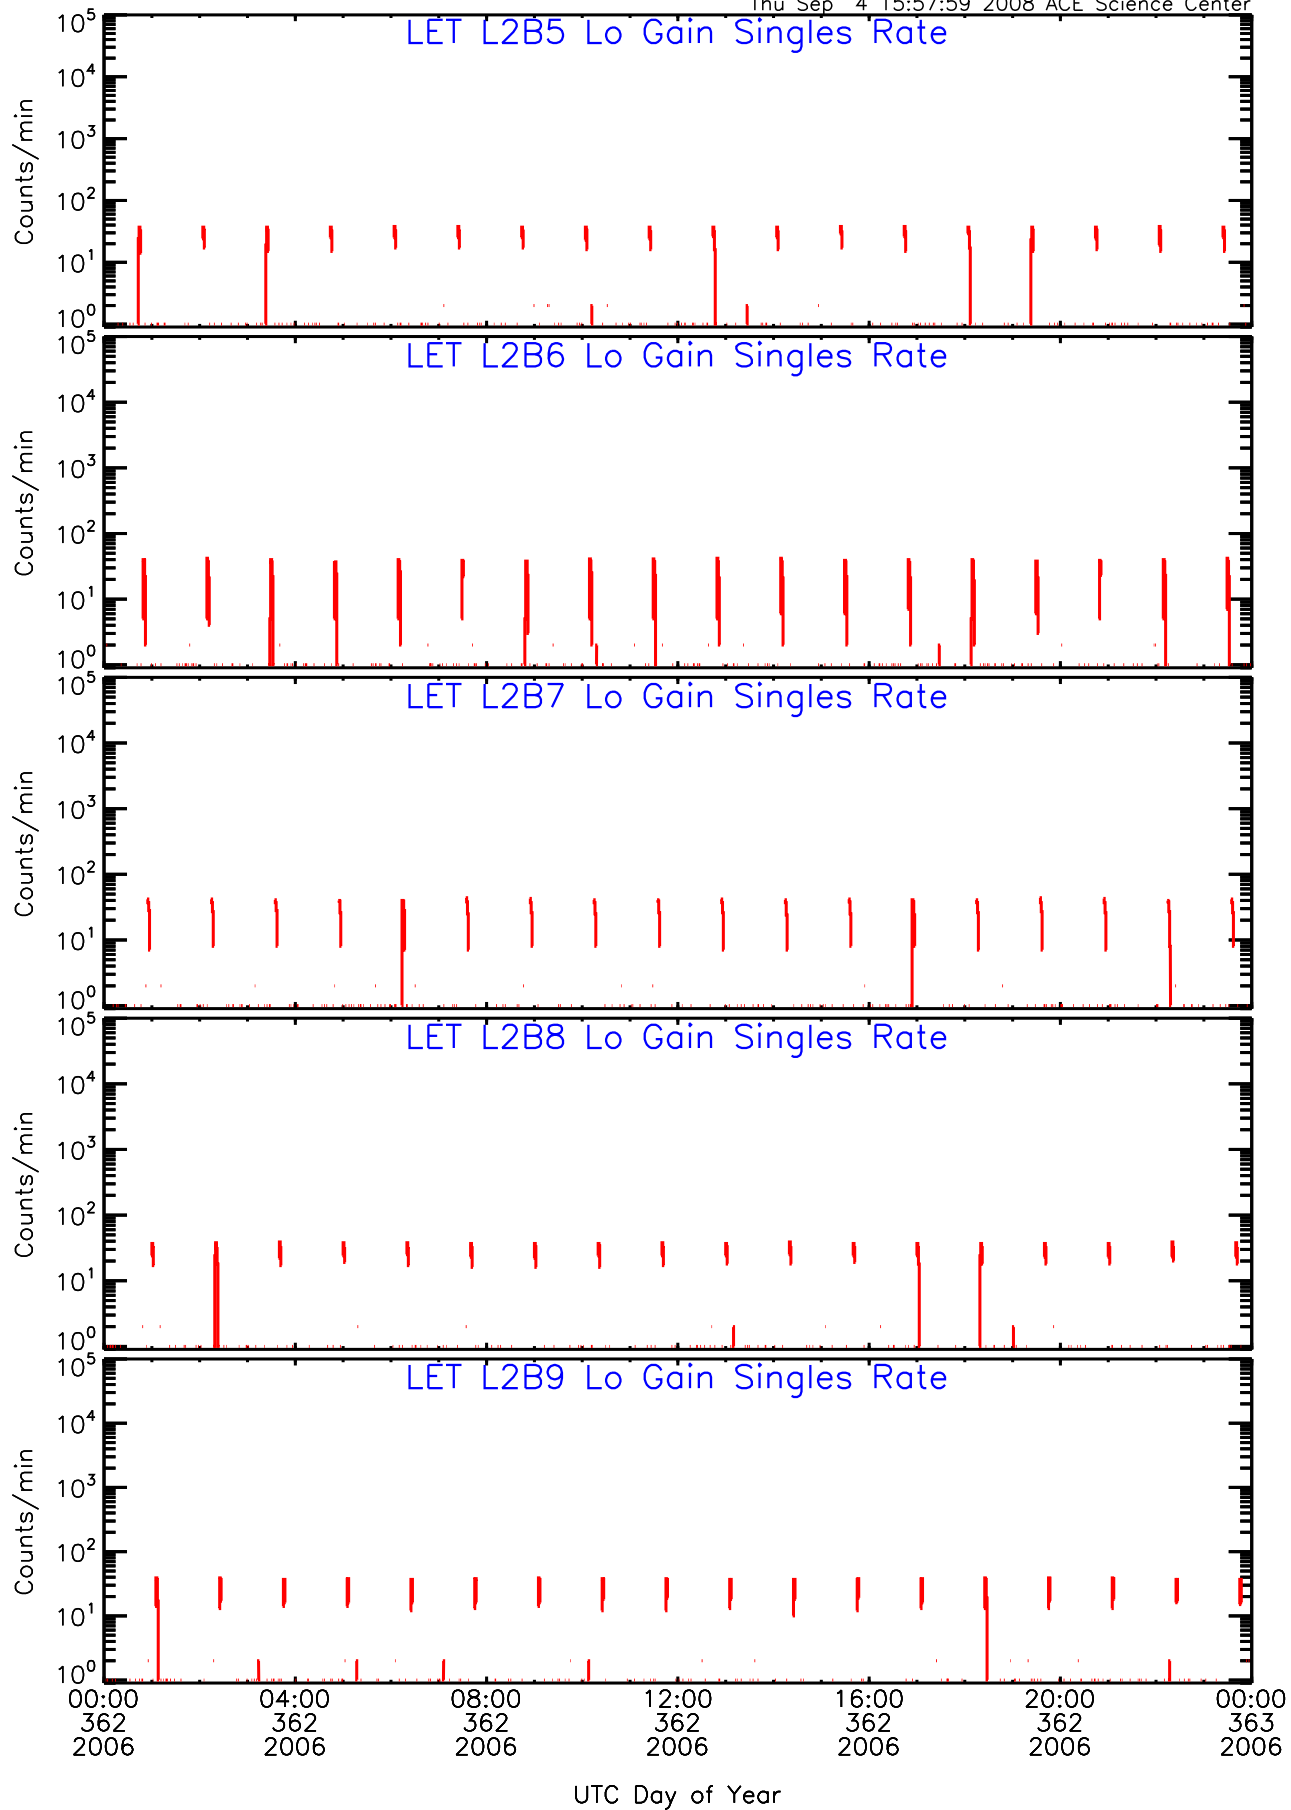 Thu Sep 4 15:57:59 2008 ACE Science Center
LET L2B5 Lo Gain Singles Rate
10^5
10^4
10^3
10^2
10^1
10^0
Counts/min
LET L2B6 Lo Gain Singles Rate
10^5
10^4
10^3
10^2
10^1
10^0
Counts/min
LET L2B7 Lo Gain Singles Rate
10^5
10^4
10^3
10^2
10^1
10^0
Counts/min
LET L2B8 Lo Gain Singles Rate
10^5
10^4
10^3
10^2
10^1
10^0
Counts/min
LET L2B9 Lo Gain Singles Rate
10^5
10^4
10^3
10^2
10^1
10^0
Counts/min
00:00 04:00 08:00 12:00 16:00 20:00 00:00
362 362 362 362 362 362 363
2006 2006 2006 2006 2006 2006 2006
UTC Day of Year